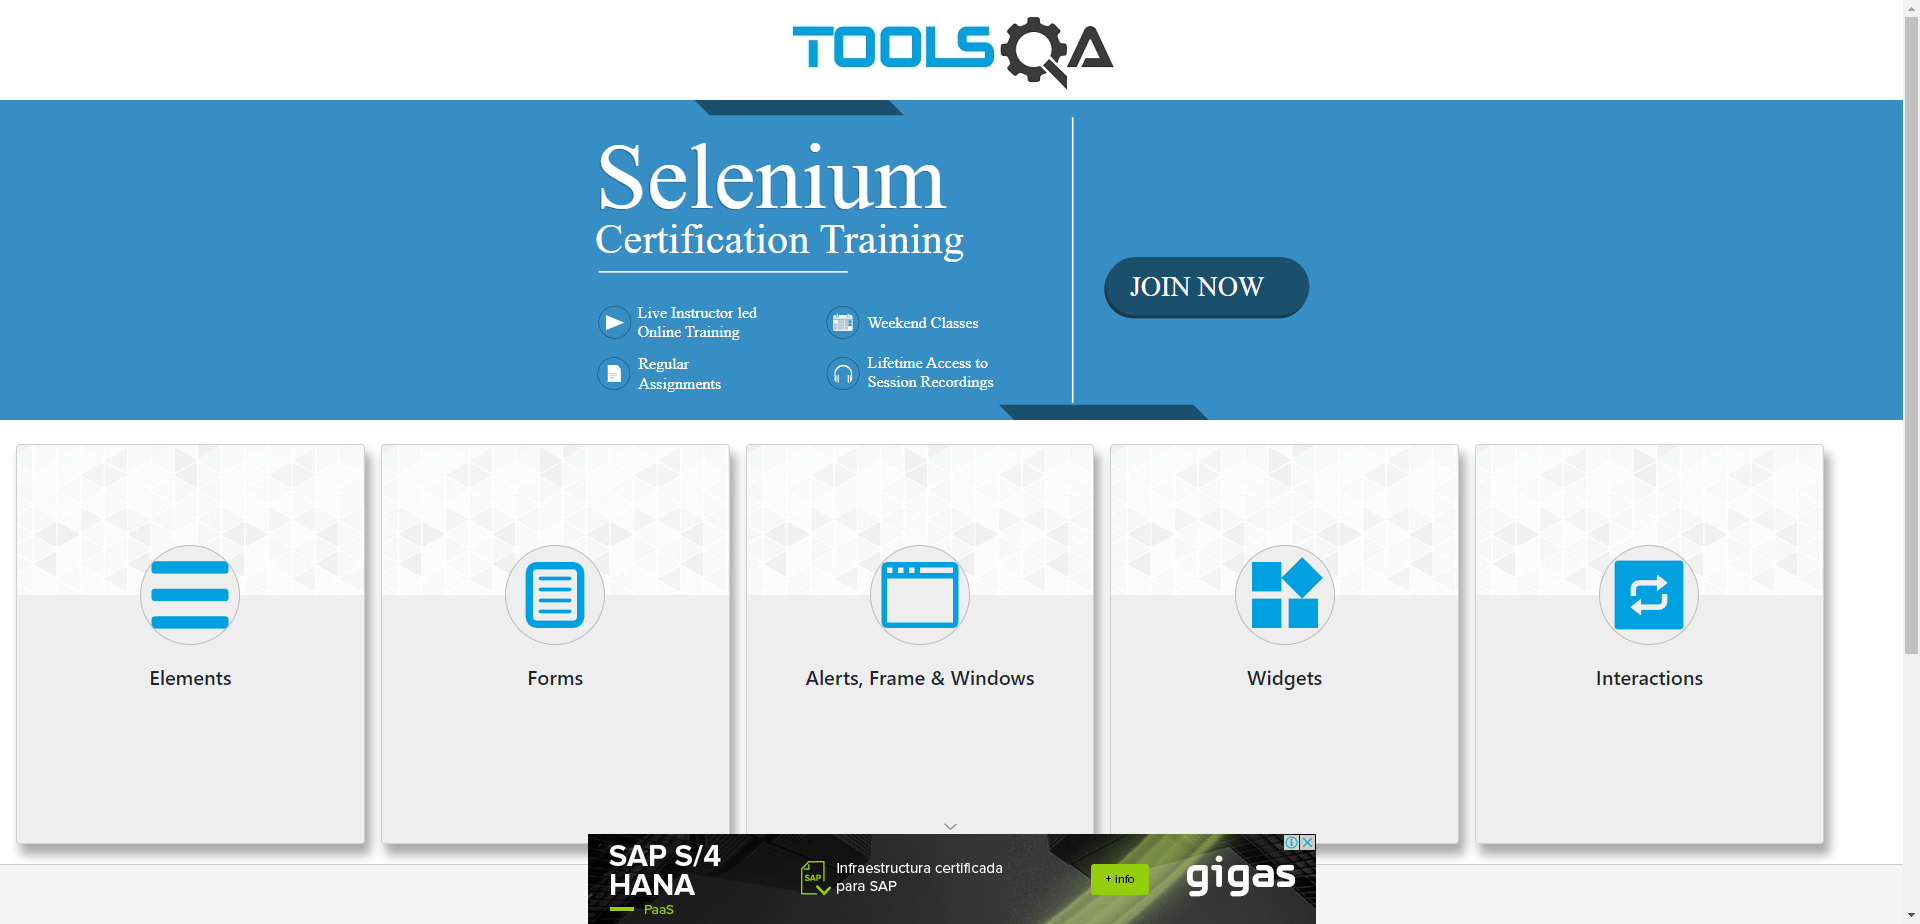 TOOLSQA
Selenium
Certification Training
Live Instructor led
Online Training
Weekend Classes
Regular
Assignments
Lifetime Access to
Session Recordings
JOIN NOW
Elements
Forms
Alerts, Frame & Windows
Widgets
Interactions
SAP S/4
HANA
PaaS
SAP
Infraestructura certificada
para SAP
+ info
gigas